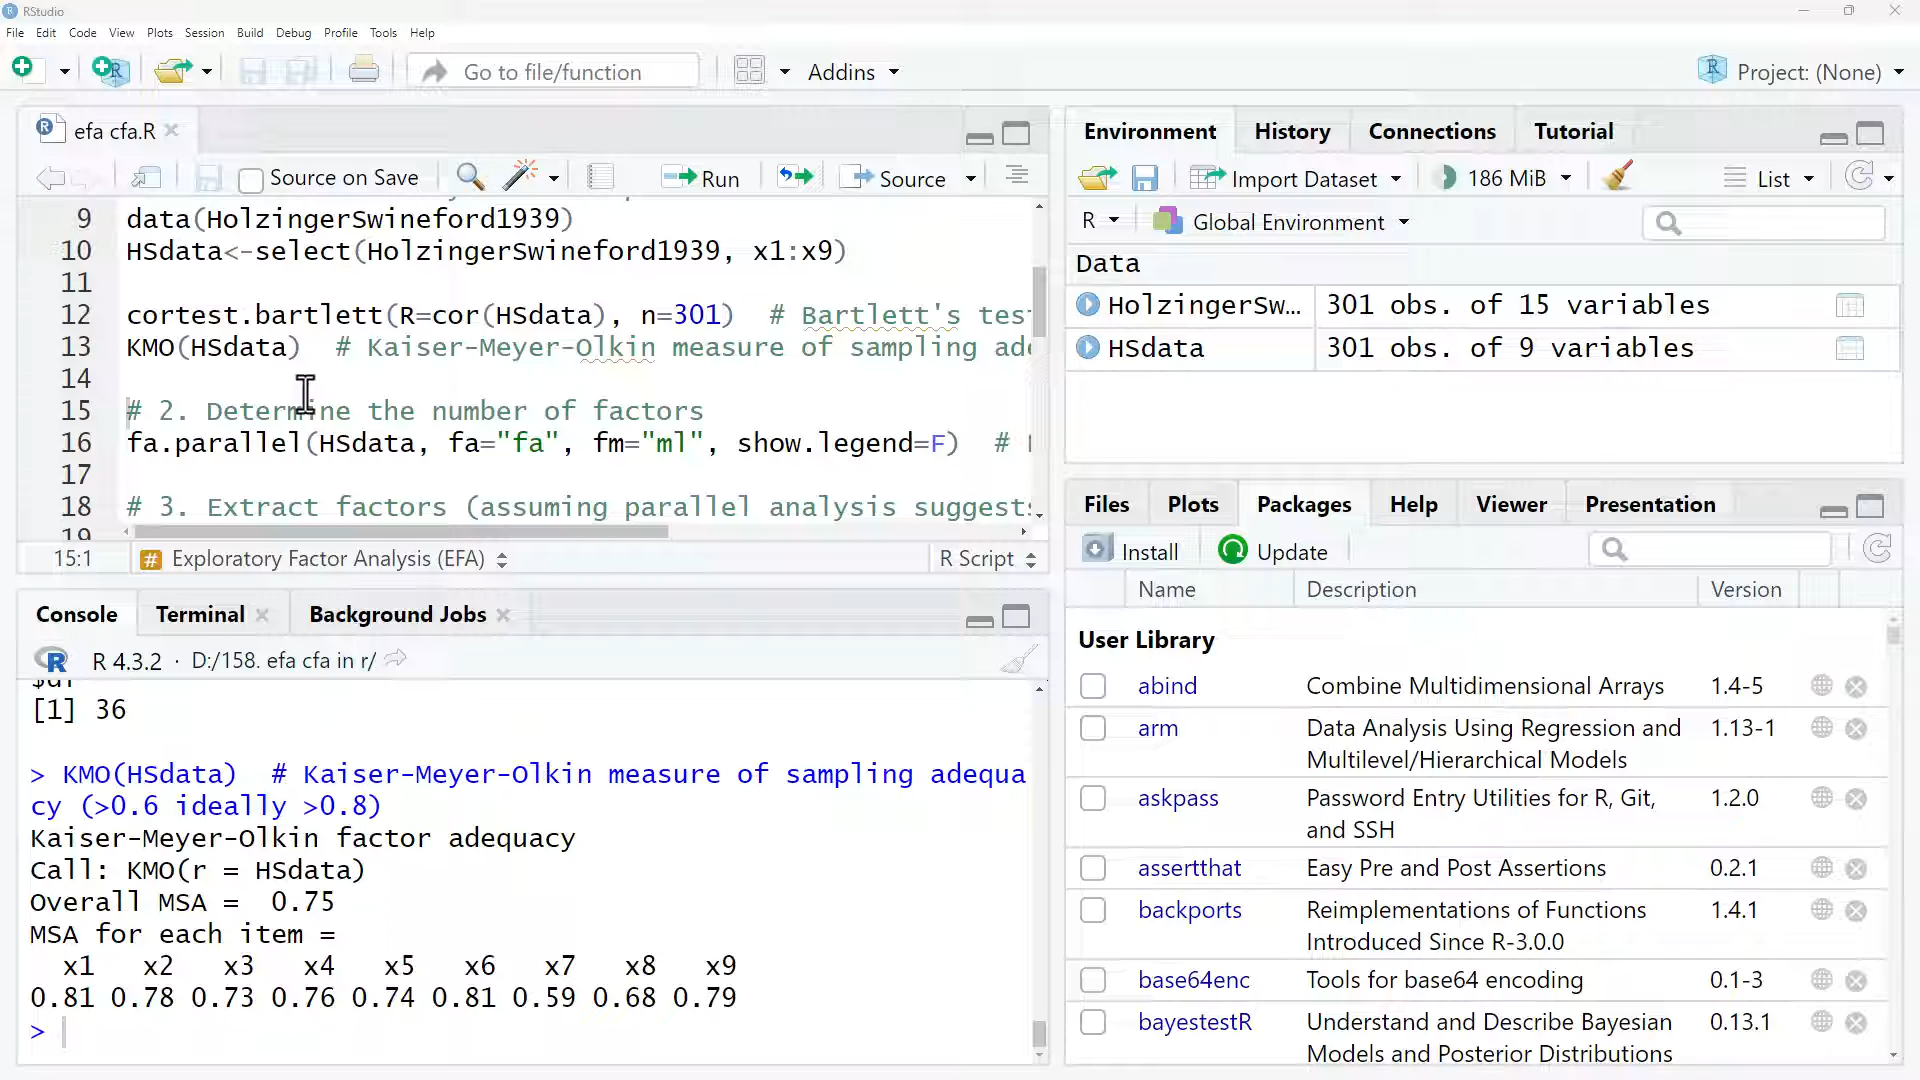 RStudio
File Edit Code View Plots Session Build Debug Profile Tools Help
Go to file/function
Addins
Project: (None)
efa cfa.R
Source on Save
Run
Source
9 data(HolzingerSwineford1939)
10 HSdata<-select(HolzingerSwineford1939, x1:x9)
11
12 cortest.bartlett(R=cor(HSdata), n=301)  # Bartlett's tes
13 KMO(HSdata)  # Kaiser-Meyer-Olkin measure of sampling ade
14
15 # 2. Determine the number of factors
16 fa.parallel(HSdata, fa="fa", fm="ml", show.legend=F)  #
17
18 # 3. Extract factors (assuming parallel analysis suggests
19
15:1
# Exploratory Factor Analysis (EFA)
R Script
Console
Terminal
Background Jobs
R 4.3.2 · D:/158. efa cfa in r/
$df
[1] 36
> KMO(HSdata)  # Kaiser-Meyer-Olkin measure of sampling adequa
cy (>0.6 ideally >0.8)
Kaiser-Meyer-Olkin factor adequacy
Call: KMO(r = HSdata)
Overall MSA =  0.75
MSA for each item =
x1 x2 x3 x4 x5 x6 x7 x8 x9
0.81 0.78 0.73 0.76 0.74 0.81 0.59 0.68 0.79
>
Environment History Connections Tutorial
Import Dataset
186 MiB
List
R
Global Environment
Data
HolzingerSw… 301 obs. of 15 variables
HSdata 301 obs. of 9 variables
Files Plots Packages Help Viewer Presentation
Install
Update
Name Description Version
User Library
abind Combine Multidimensional Arrays 1.4-5
arm Data Analysis Using Regression and 1.13-1
Multilevel/Hierarchical Models
askpass Password Entry Utilities for R, Git, 1.2.0
and SSH
assertthat Easy Pre and Post Assertions 0.2.1
backports Reimplementations of Functions 1.4.1
Introduced Since R-3.0.0
base64enc Tools for base64 encoding 0.1-3
bayestestR Understand and Describe Bayesian 0.13.1
Models and Posterior Distributions